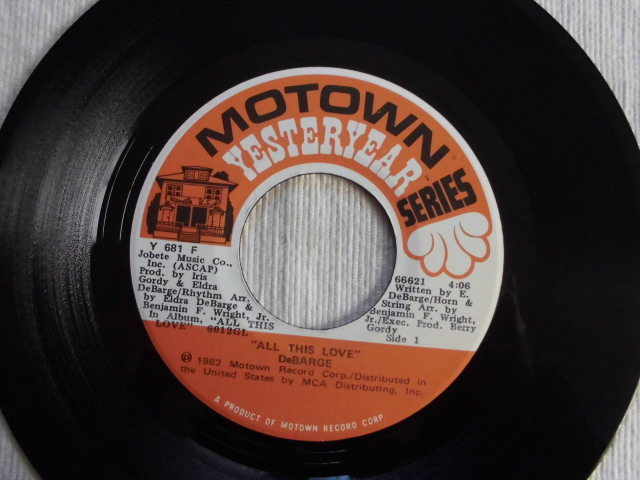 MOTOWN
YESTERYEAR
SERIES
Y 681 F
Jobete Music Co.,
Inc. (ASCAP)
Prod. by Iris
Gordy & Eldra
DeBarge/Rhythm Arr.
by Eldra DeBarge &
Benjamin F. Wright, Jr.
In Album, "ALL THIS
LOVE" 6012GL
66621 4:06
Written by E.
DeBarge/Horn &
String Arr. by
Benjamin F. Wright,
Jr./Exec. Prod. Berry
Gordy
Side 1
"ALL THIS LOVE"
DeBARGE
℗ 1982 Motown Record Corp./Distributed in
the United States by MCA Distributing, Inc.
A PRODUCT OF MOTOWN RECORD CORP.